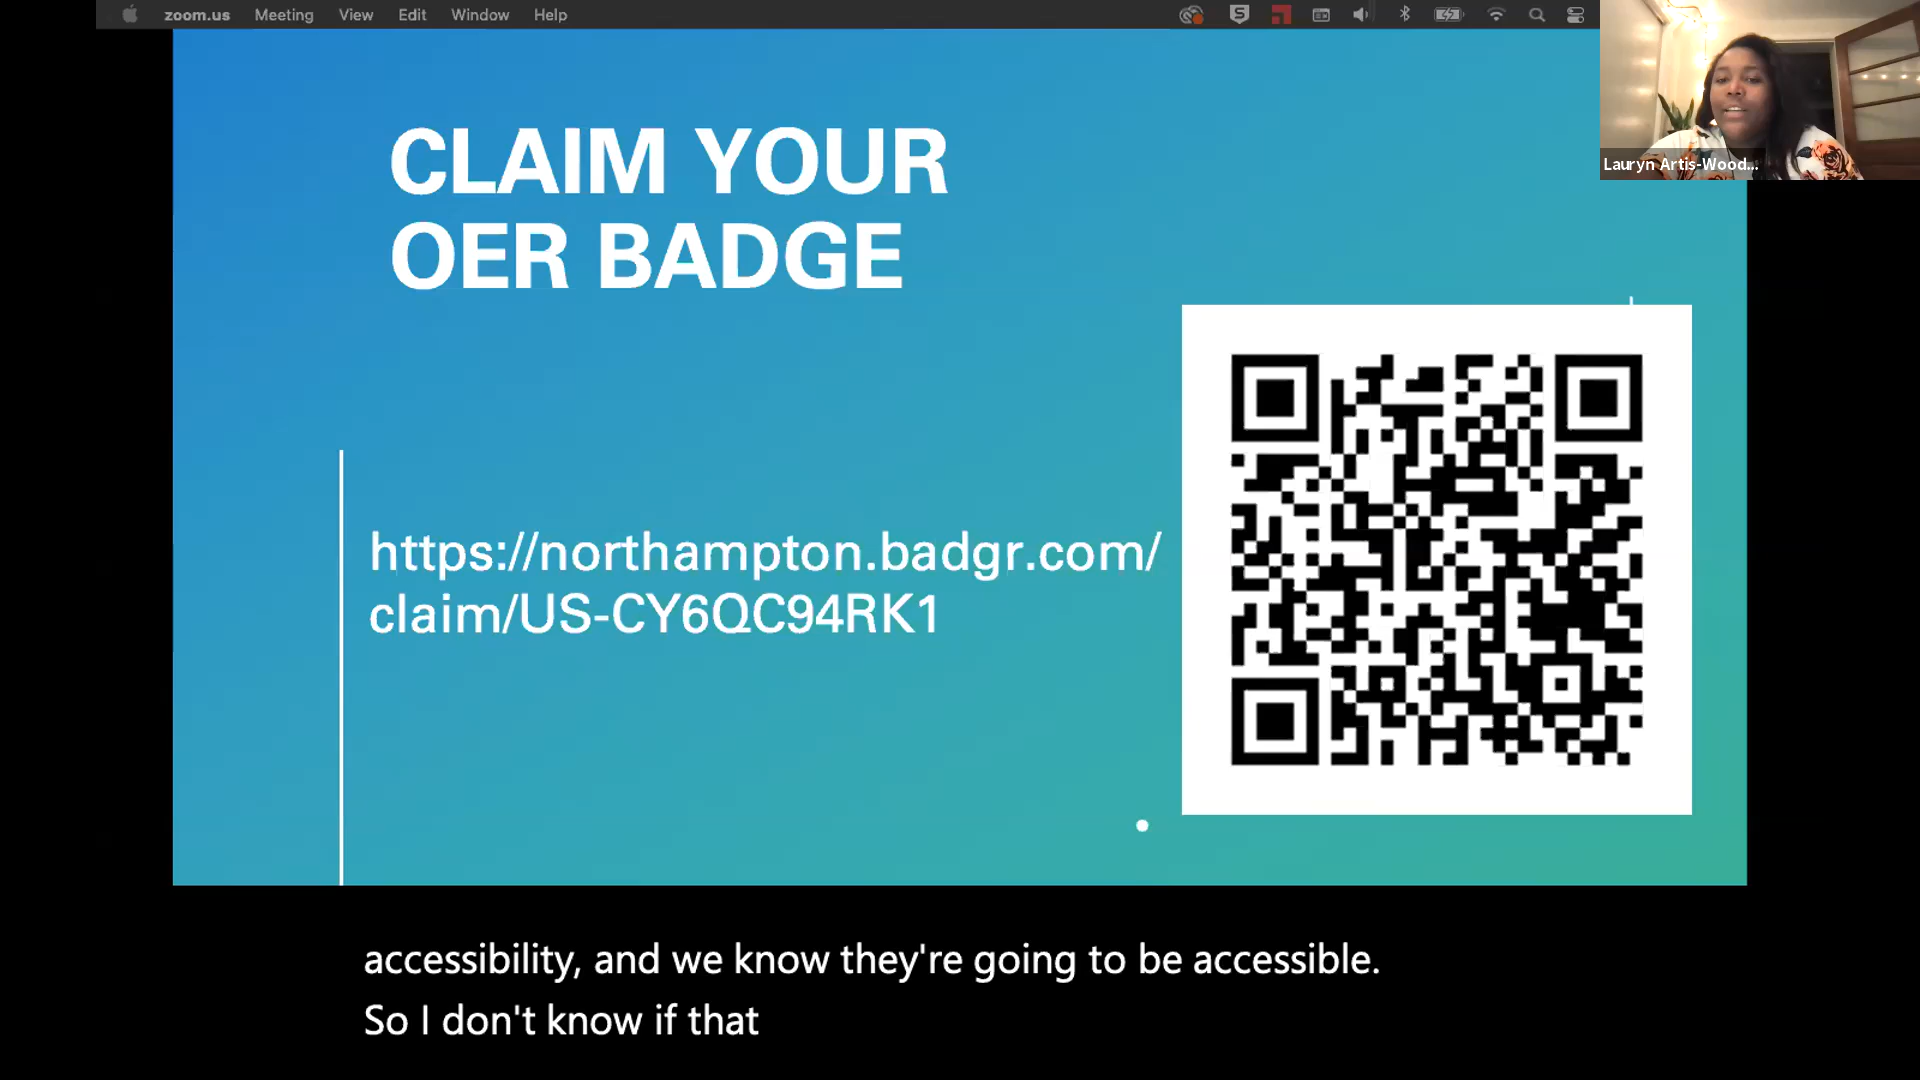 zoom.us Meeting View Edit Window Help
Lauryn Artis-Wood...
CLAIM YOUR
OER BADGE
https://northampton.badgr.com/
claim/US-CY6QC94RK1
accessibility, and we know they're going to be accessible.
So I don't know if that